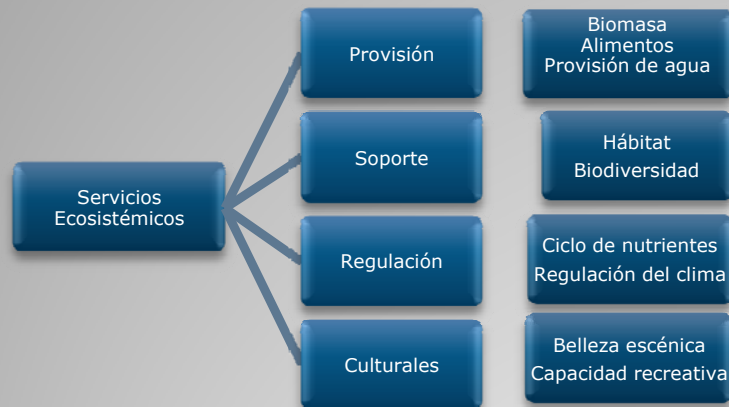 Servicios
Ecosistémicos
Provisión
Biomasa
Alimentos
Provisión de agua
Soporte
Hábitat
Biodiversidad
Regulación
Ciclo de nutrientes
Regulación del clima
Culturales
Belleza escénica
Capacidad recreativa